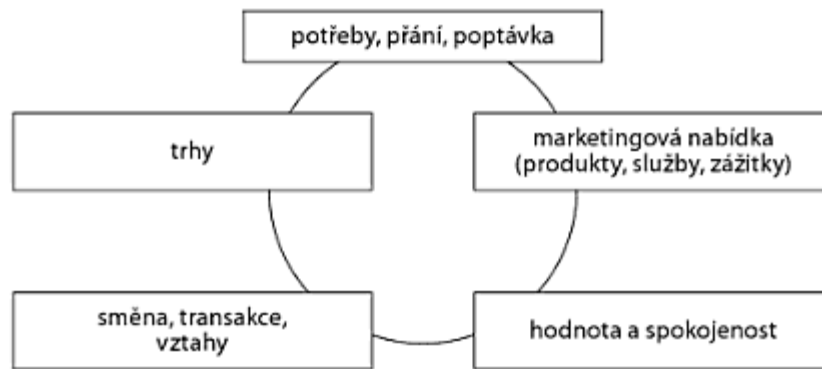 potřeby, přání, poptávka
trhy
marketingová nabídka
(produkty, služby, zážitky)
směna, transakce,
vztahy
hodnota a spokojenost